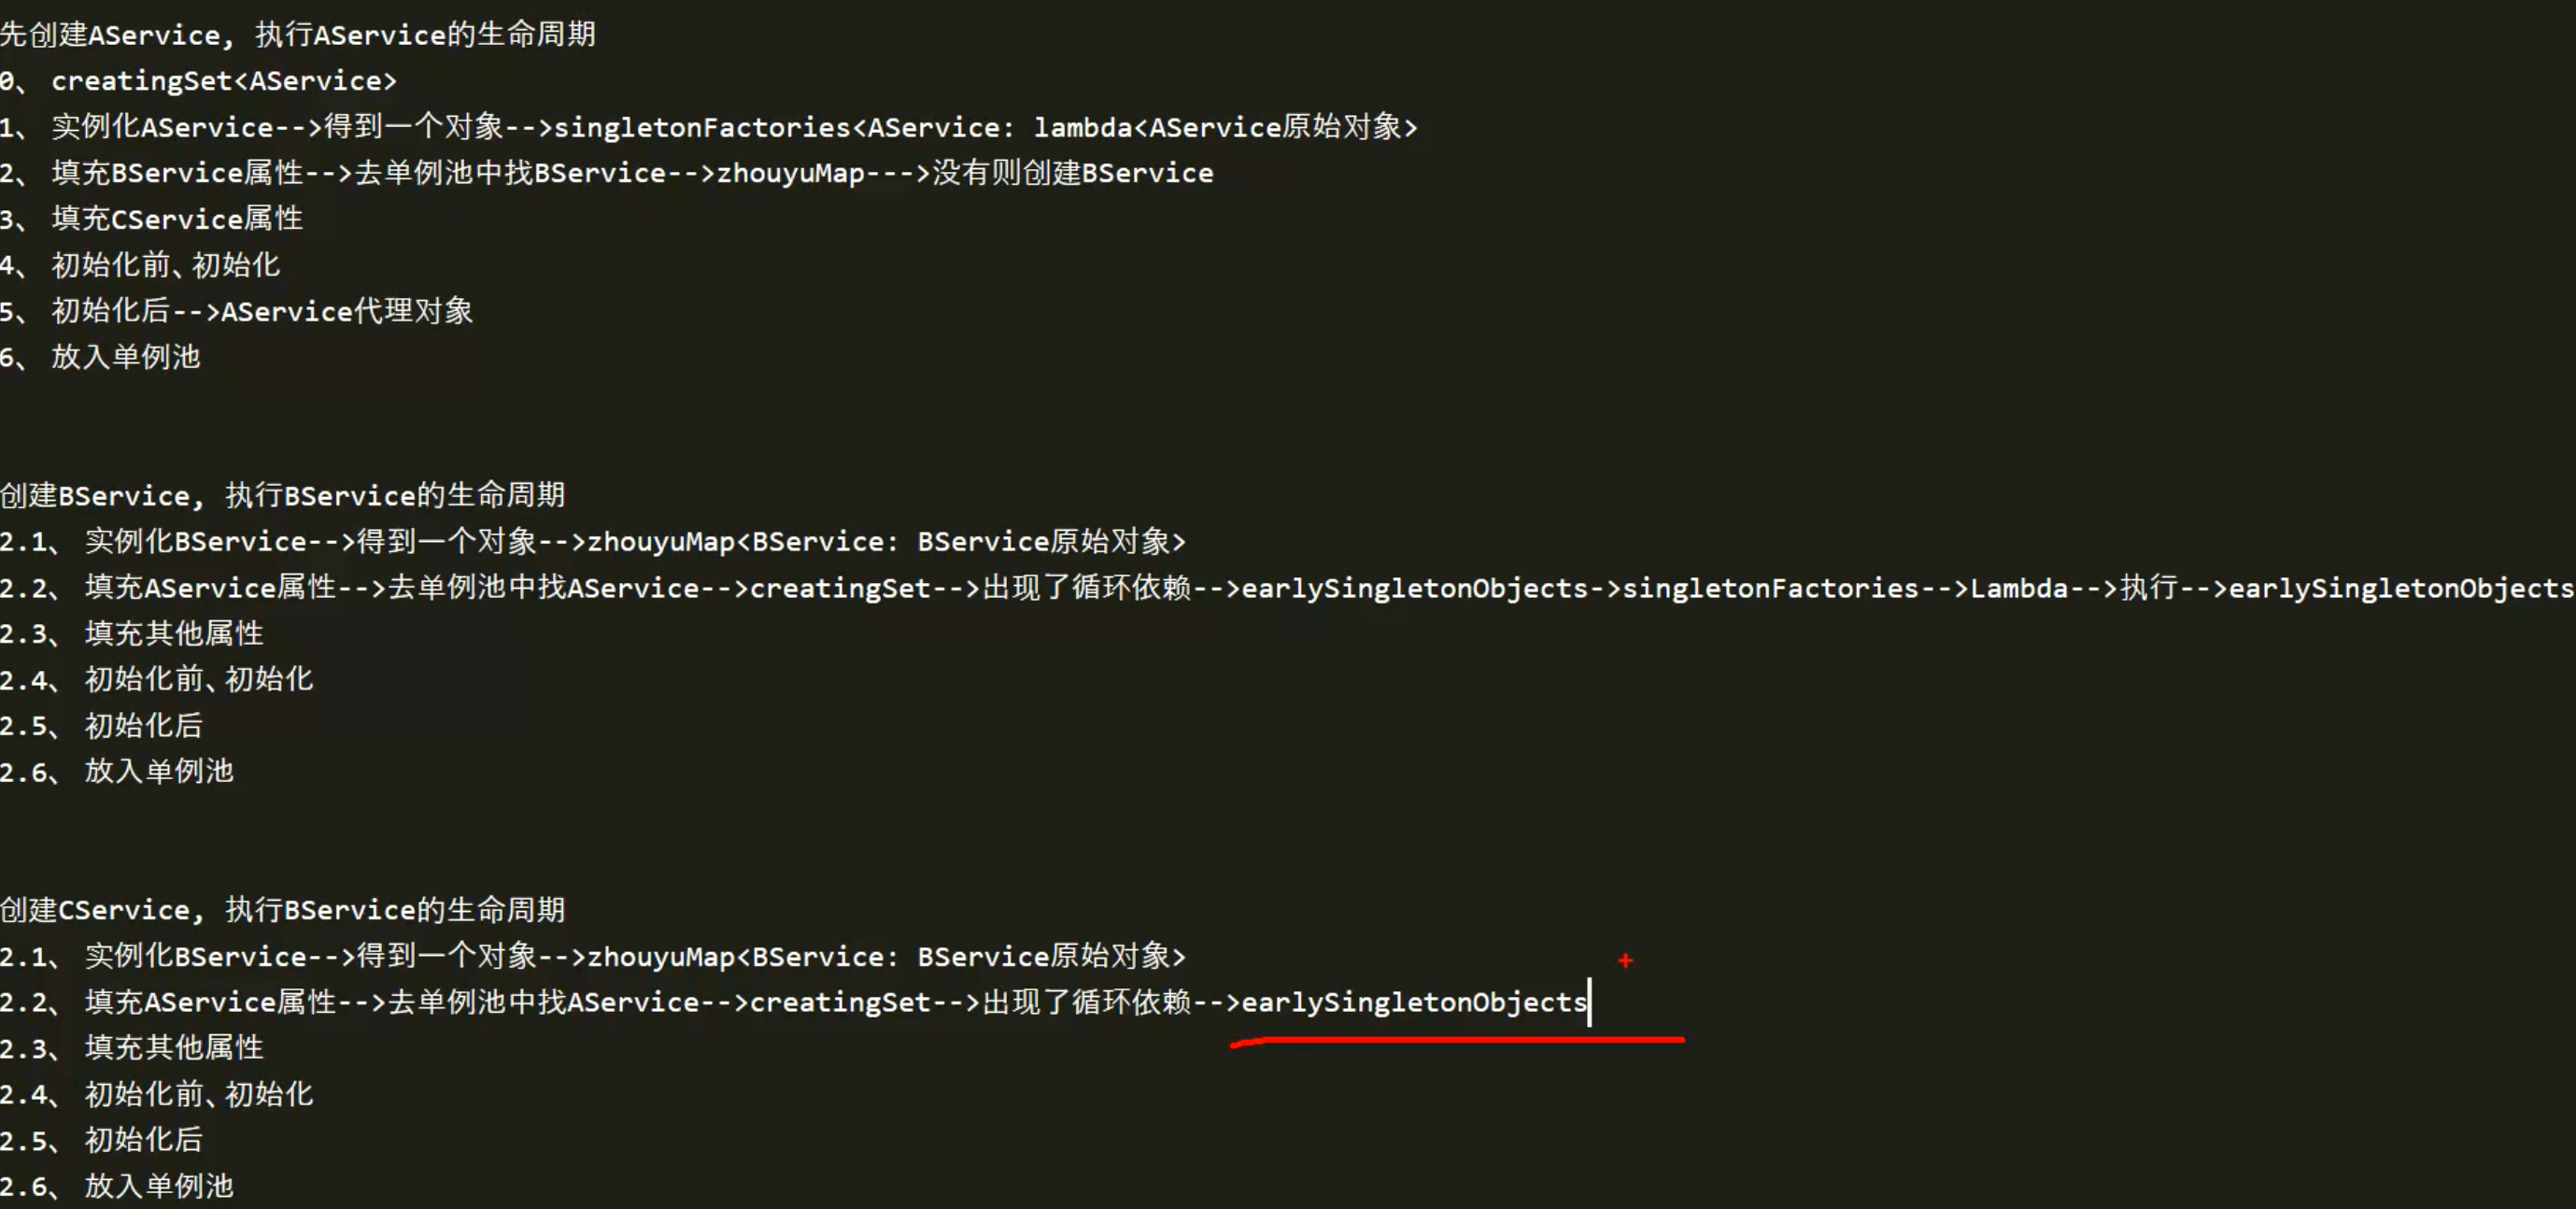 先创建AService, 执行AService的生命周期
0、 creatingSet<AService>
1、 实例化AService-->得到一个对象-->singletonFactories<AService: lambda<AService原始对象>
2、 填充BService属性-->去单例池中找BService-->zhouyuMap--->没有则创建BService
3、 填充CService属性
4、 初始化前、初始化
5、 初始化后-->AService代理对象
6、 放入单例池
创建BService, 执行BService的生命周期
2.1、 实例化BService-->得到一个对象-->zhouyuMap<BService: BService原始对象>
2.2、 填充AService属性-->去单例池中找AService-->creatingSet-->出现了循环依赖-->earlySingletonObjects->singletonFactories-->Lambda-->执行-->earlySingletonObjects
2.3、 填充其他属性
2.4、 初始化前、初始化
2.5、 初始化后
2.6、 放入单例池
创建CService, 执行BService的生命周期
2.1、 实例化BService-->得到一个对象-->zhouyuMap<BService: BService原始对象>
2.2、 填充AService属性-->去单例池中找AService-->creatingSet-->出现了循环依赖-->earlySingletonObjects
2.3、 填充其他属性
2.4、 初始化前、初始化
2.5、 初始化后
2.6、 放入单例池